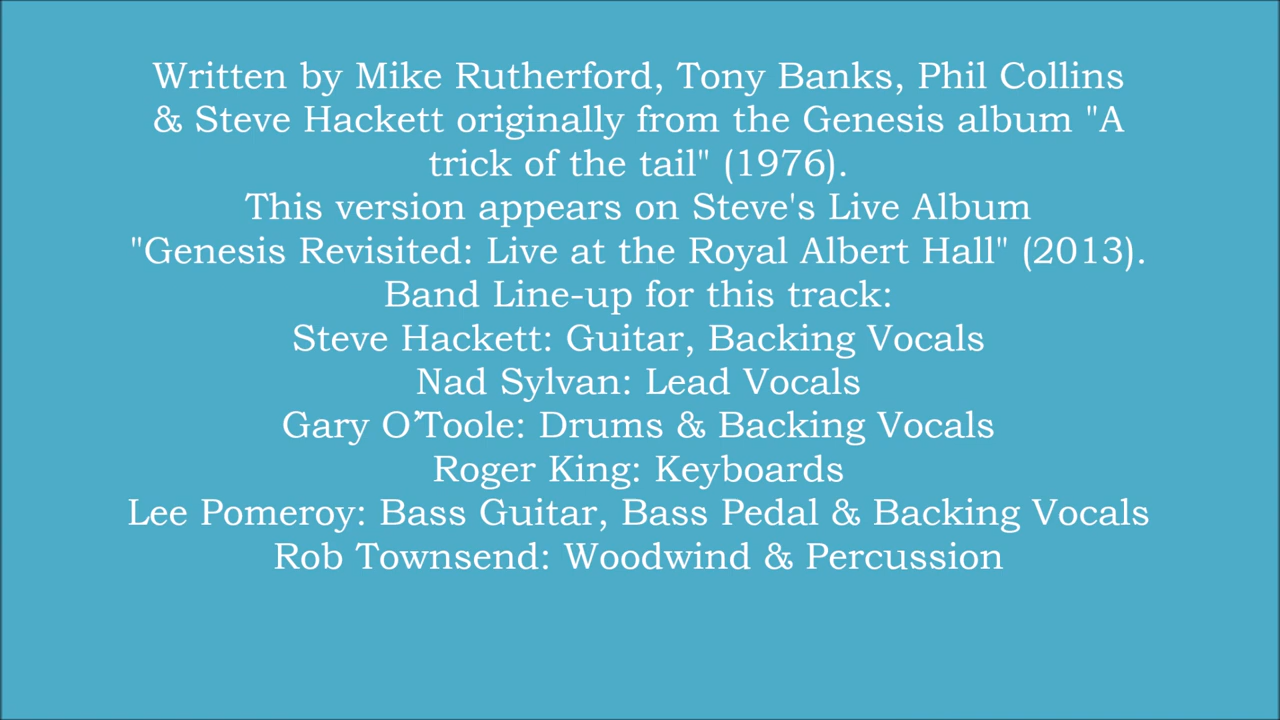 Written by Mike Rutherford, Tony Banks, Phil Collins
& Steve Hackett originally from the Genesis album "A
trick of the tail" (1976).
This version appears on Steve's Live Album
"Genesis Revisited: Live at the Royal Albert Hall" (2013).
Band Line-up for this track:
Steve Hackett: Guitar, Backing Vocals
Nad Sylvan: Lead Vocals
Gary O’Toole: Drums & Backing Vocals
Roger King: Keyboards
Lee Pomeroy: Bass Guitar, Bass Pedal & Backing Vocals
Rob Townsend: Woodwind & Percussion